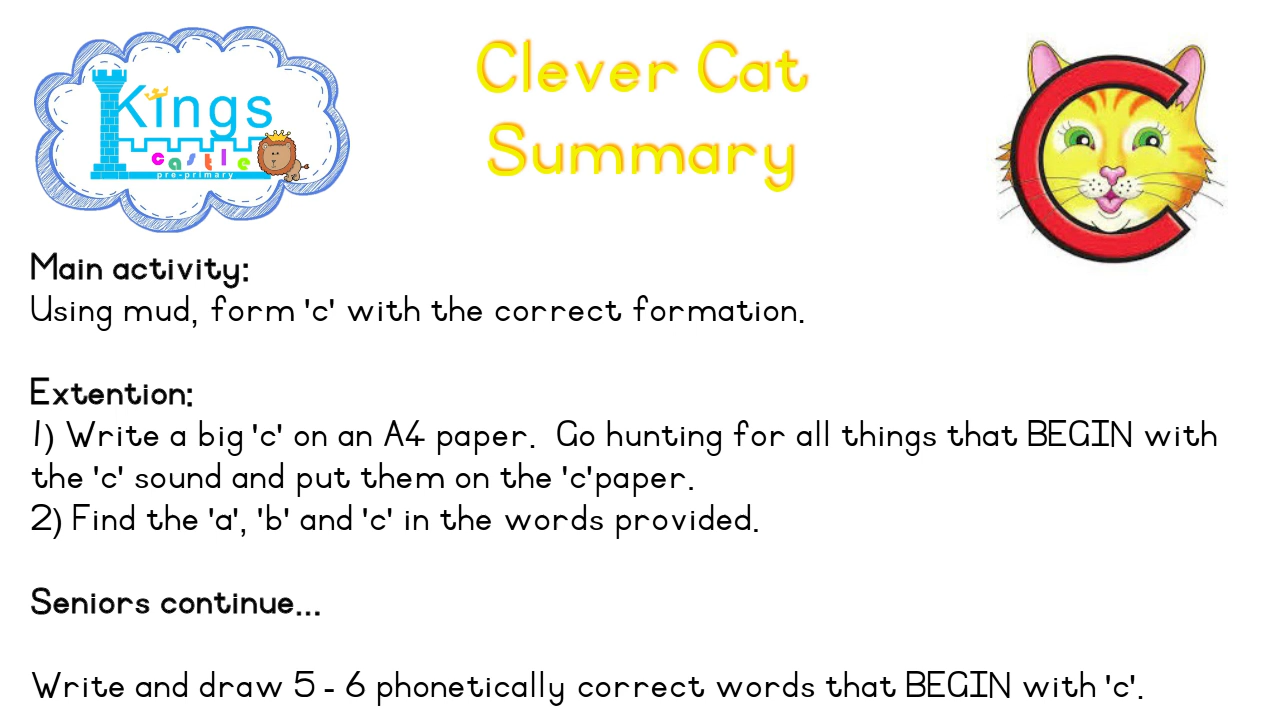 Kings
castle
pre-primary
Clever Cat
Summary
Main activity:
Using mud, form 'c' with the correct formation.
Extention:
1) Write a big 'c' on an A4 paper.  Go hunting for all things that BEGIN with
the 'c' sound and put them on the 'c'paper.
2) Find the 'a', 'b' and 'c' in the words provided.
Seniors continue...
Write and draw 5 - 6 phonetically correct words that BEGIN with 'c'.